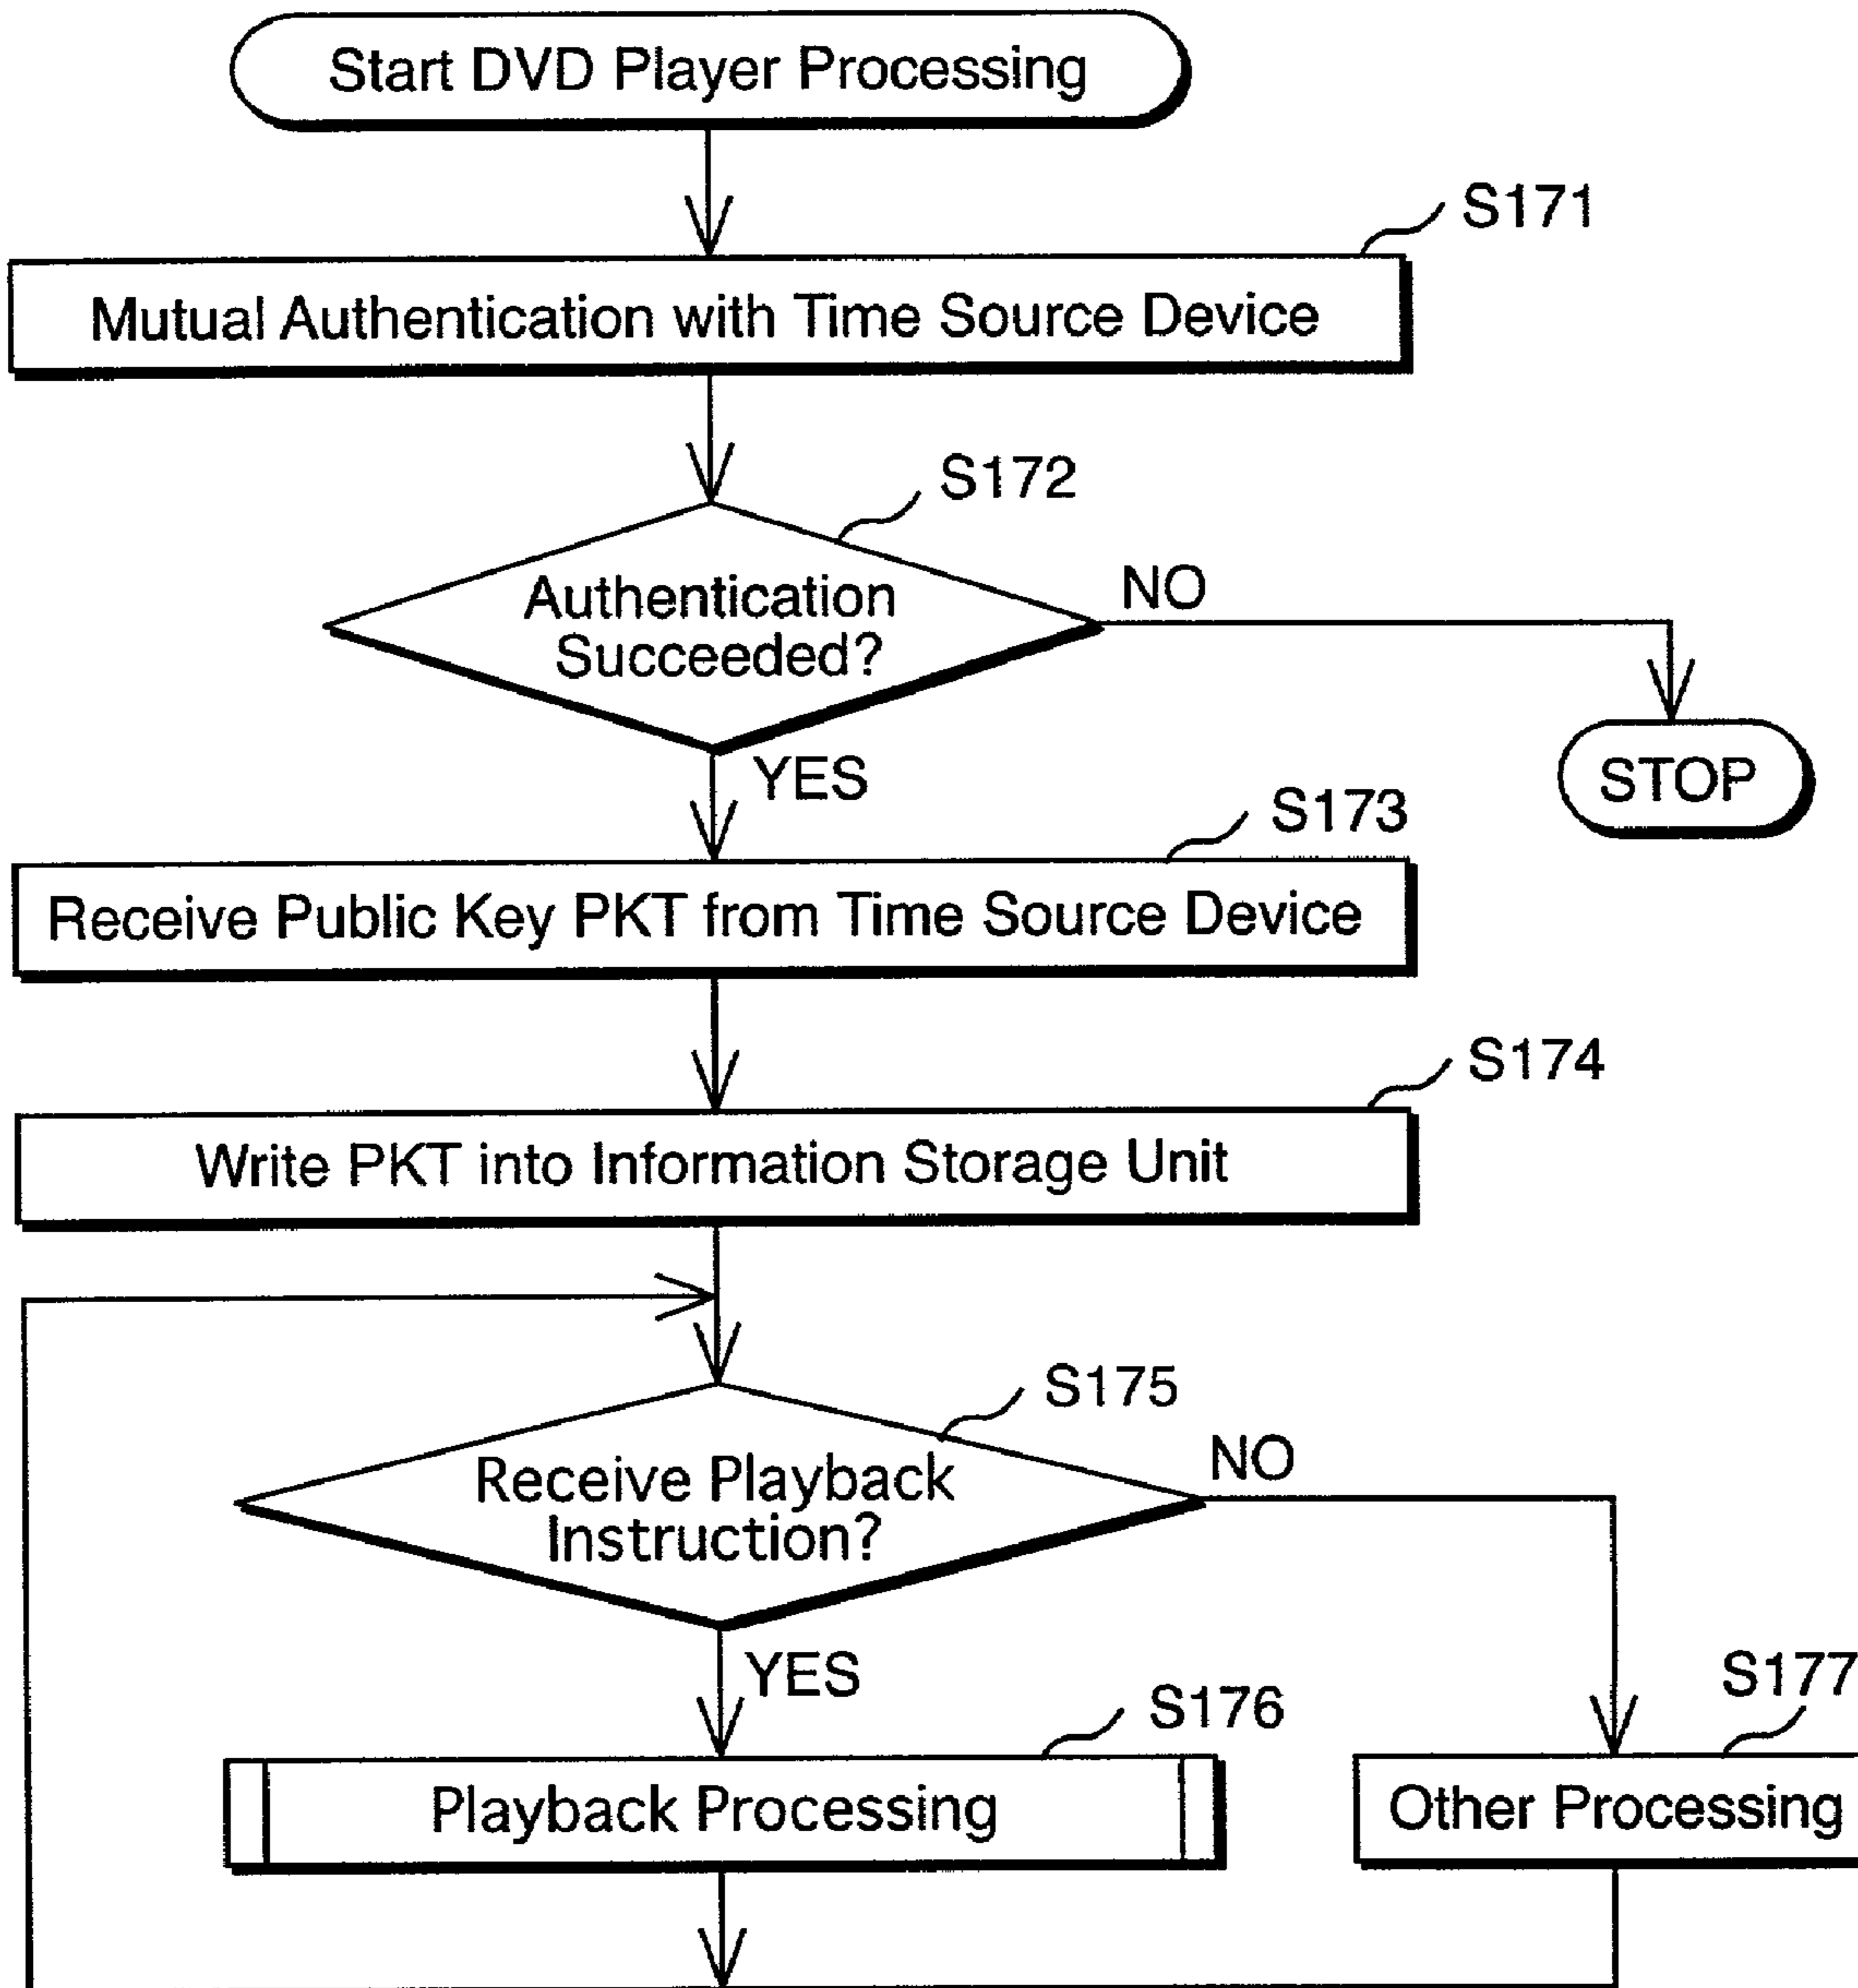 Start DVD Player Processing
S171
Mutual Authentication with Time Source Device
S172
Authentication
Succeeded?
NO
STOP
YES
S173
Receive Public Key PKT from Time Source Device
S174
Write PKT into Information Storage Unit
S175
Receive Playback
Instruction?
NO
YES
S176
S177
Playback Processing
Other Processing